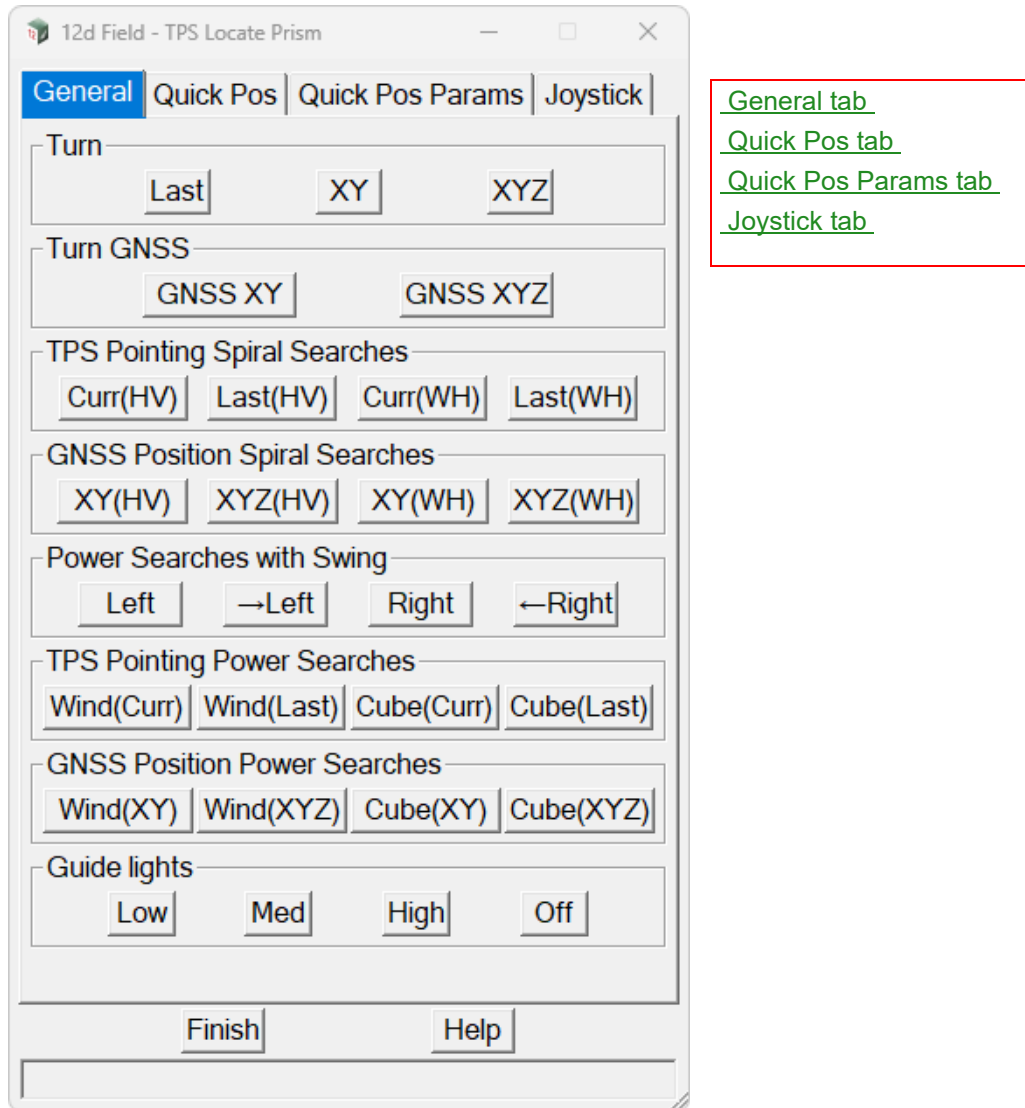 12d Field - TPS Locate Prism
General Quick Pos Quick Pos Params Joystick
Turn
Last XY XYZ
Turn GNSS
GNSS XY GNSS XYZ
TPS Pointing Spiral Searches
Curr(HV) Last(HV) Curr(WH) Last(WH)
GNSS Position Spiral Searches
XY(HV) XYZ(HV) XY(WH) XYZ(WH)
Power Searches with Swing
Left →Left Right ←Right
TPS Pointing Power Searches
Wind(Curr) Wind(Last) Cube(Curr) Cube(Last)
GNSS Position Power Searches
Wind(XY) Wind(XYZ) Cube(XY) Cube(XYZ)
Guide lights
Low Med High Off
Finish Help
General tab
Quick Pos tab
Quick Pos Params tab
Joystick tab